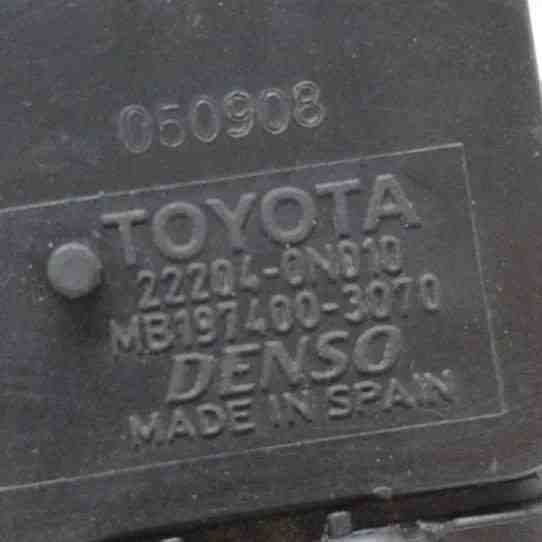 050908
TOYOTA
22204-0N010
MB197400-3070
DENSO
MADE IN SPAIN